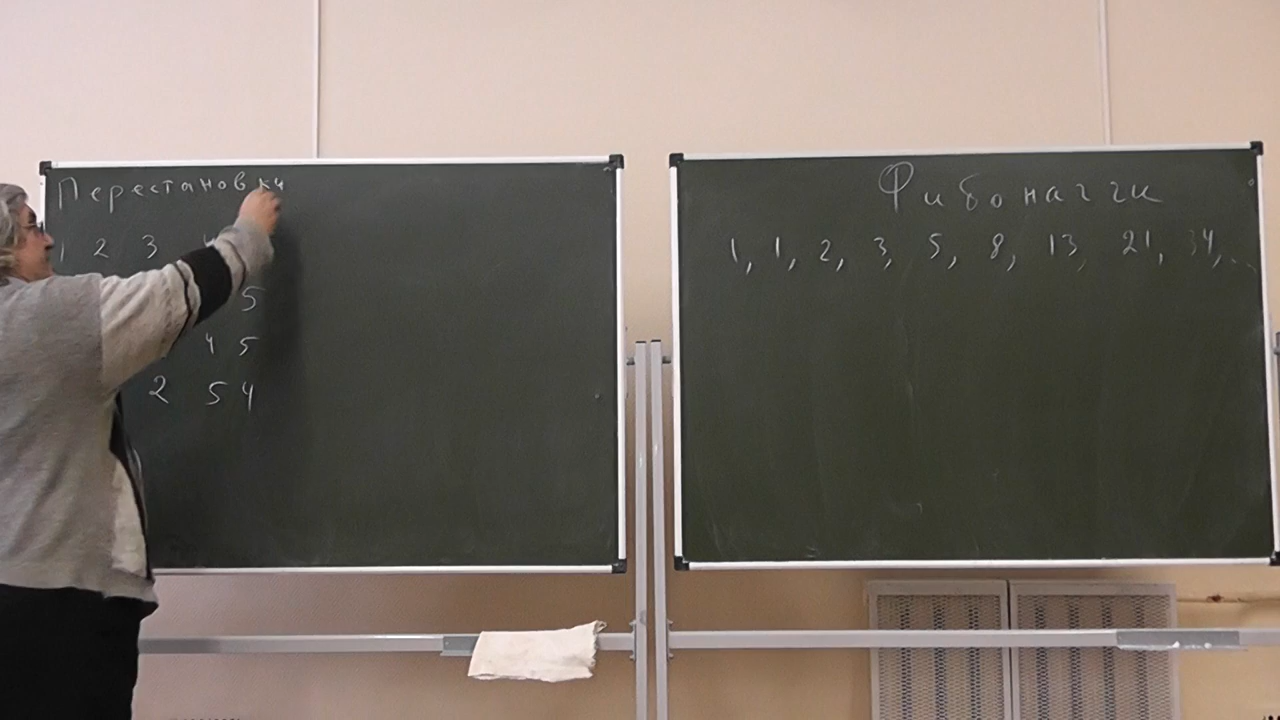 Перестановки
1 2 3 4
5
4 5
2 5 4
Фибоначчи
1, 1, 2, 3, 5, 8, 13, 21, 34, ...